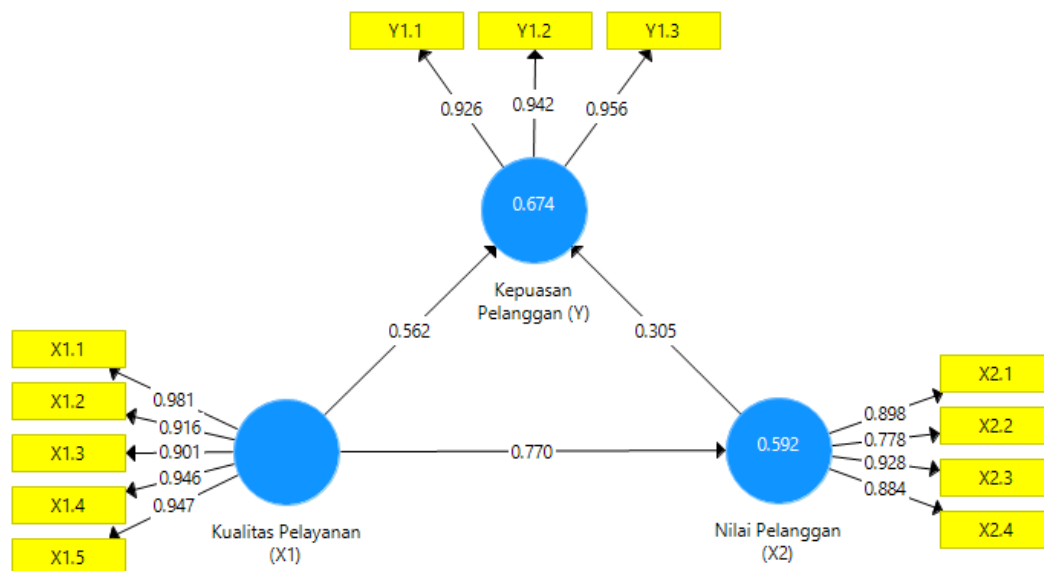 Y1.1
Y1.2
Y1.3
0.926
0.942
0.956
0.674
Kepuasan
Pelanggan (Y)
0.562
0.305
X1.1
X1.2
X1.3
X1.4
X1.5
0.981
0.916
0.901
0.946
0.947
Kualitas Pelayanan
(X1)
0.770
0.592
Nilai Pelanggan
(X2)
0.898
0.778
0.928
0.884
X2.1
X2.2
X2.3
X2.4